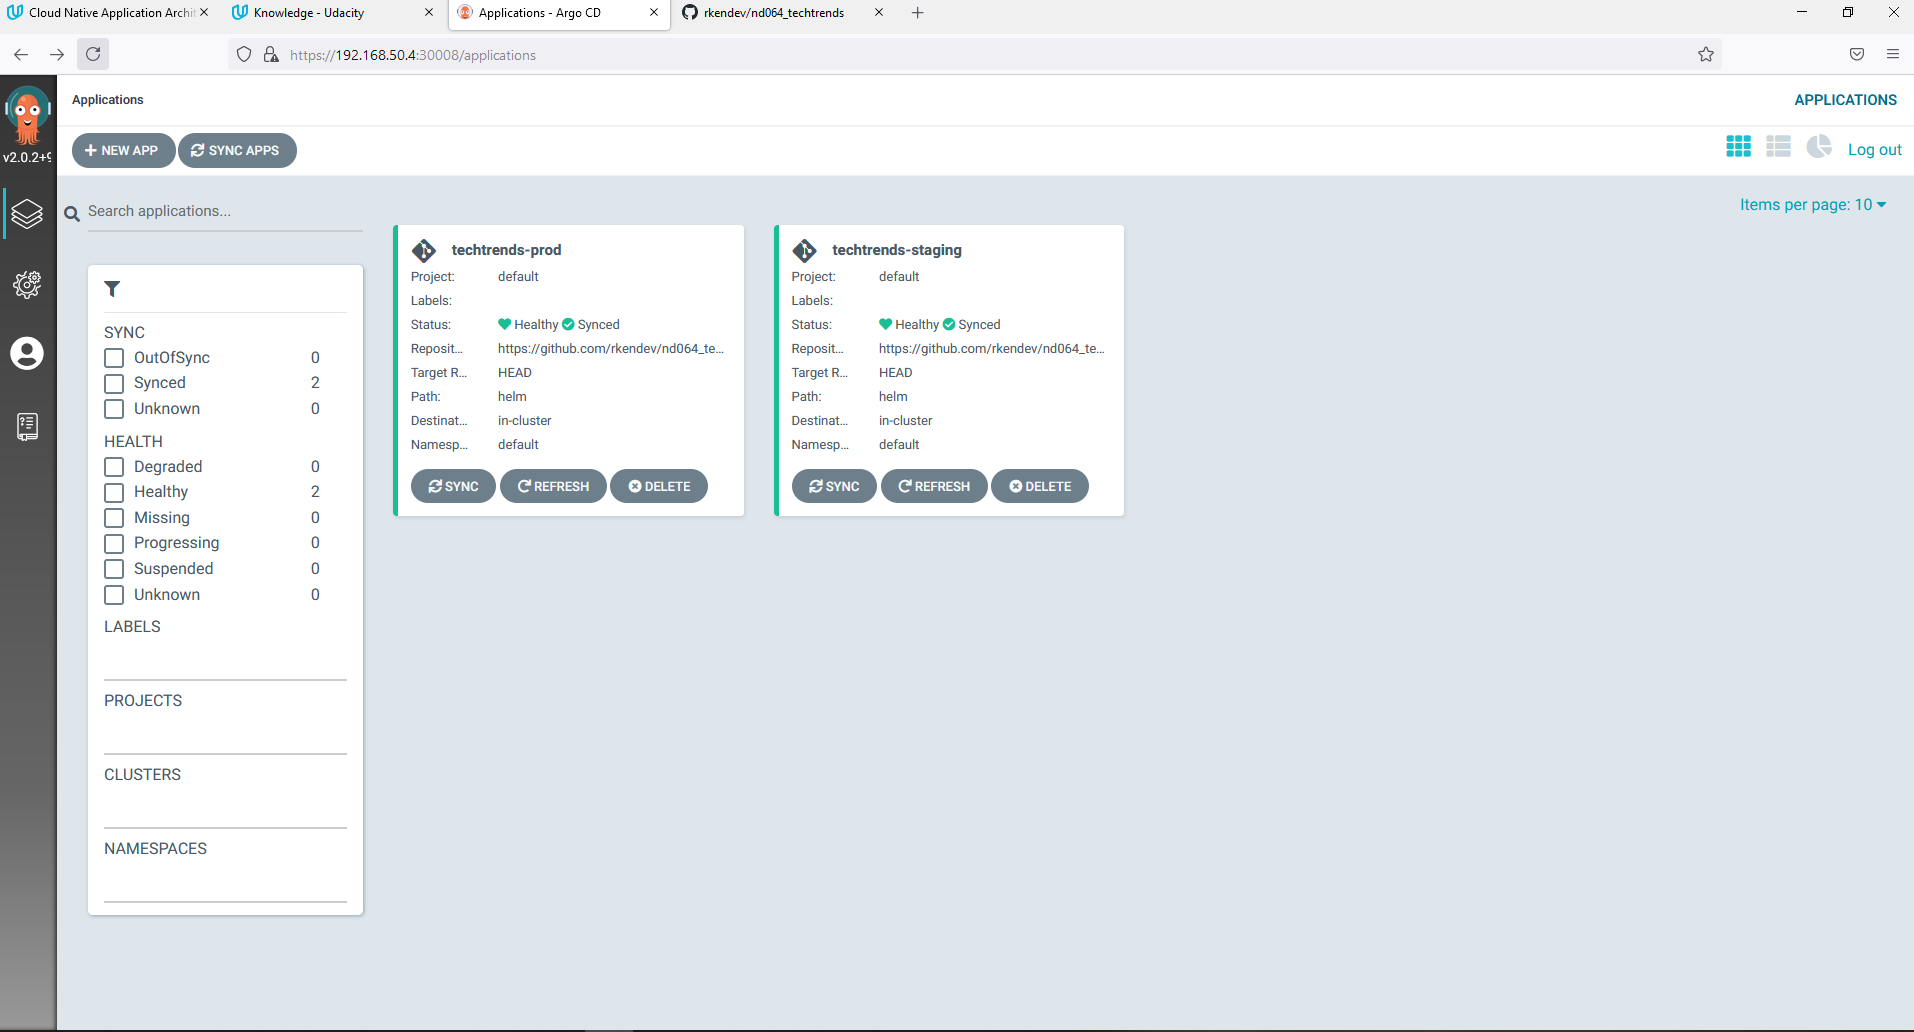 Cloud Native Application Archit
Knowledge - Udacity
Applications - Argo CD
rkendev/nd064_techtrends
https://192.168.50.4:30008/applications
Applications
APPLICATIONS
v2.0.2+9
NEW APP
SYNC APPS
Log out
Search applications...
Items per page: 10
SYNC
OutOfSync 0
Synced 2
Unknown 0
HEALTH
Degraded 0
Healthy 2
Missing 0
Progressing 0
Suspended 0
Unknown 0
LABELS
PROJECTS
CLUSTERS
NAMESPACES
techtrends-prod
Project: default
Labels:
Status: Healthy Synced
Reposit... https://github.com/rkendev/nd064_te...
Target R... HEAD
Path: helm
Destinat... in-cluster
Namesp... default
SYNC REFRESH DELETE
techtrends-staging
Project: default
Labels:
Status: Healthy Synced
Reposit... https://github.com/rkendev/nd064_te...
Target R... HEAD
Path: helm
Destinat... in-cluster
Namesp... default
SYNC REFRESH DELETE